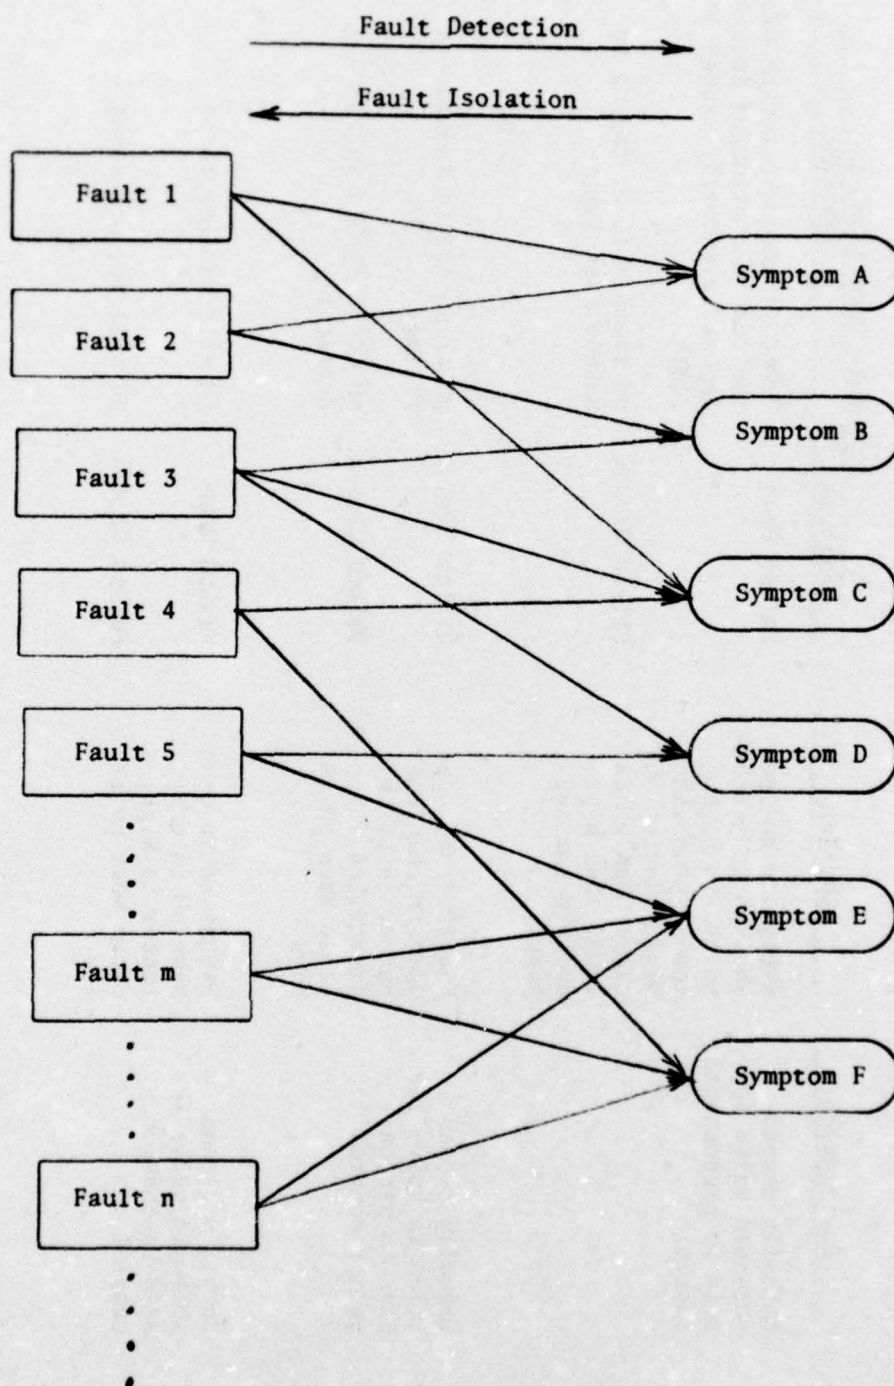 Fault Detection
Fault Isolation
Fault 1
Symptom A
Fault 2
Symptom B
Fault 3
Symptom C
Fault 4
Symptom D
Fault 5
Symptom E
Fault m
Symptom F
Fault n